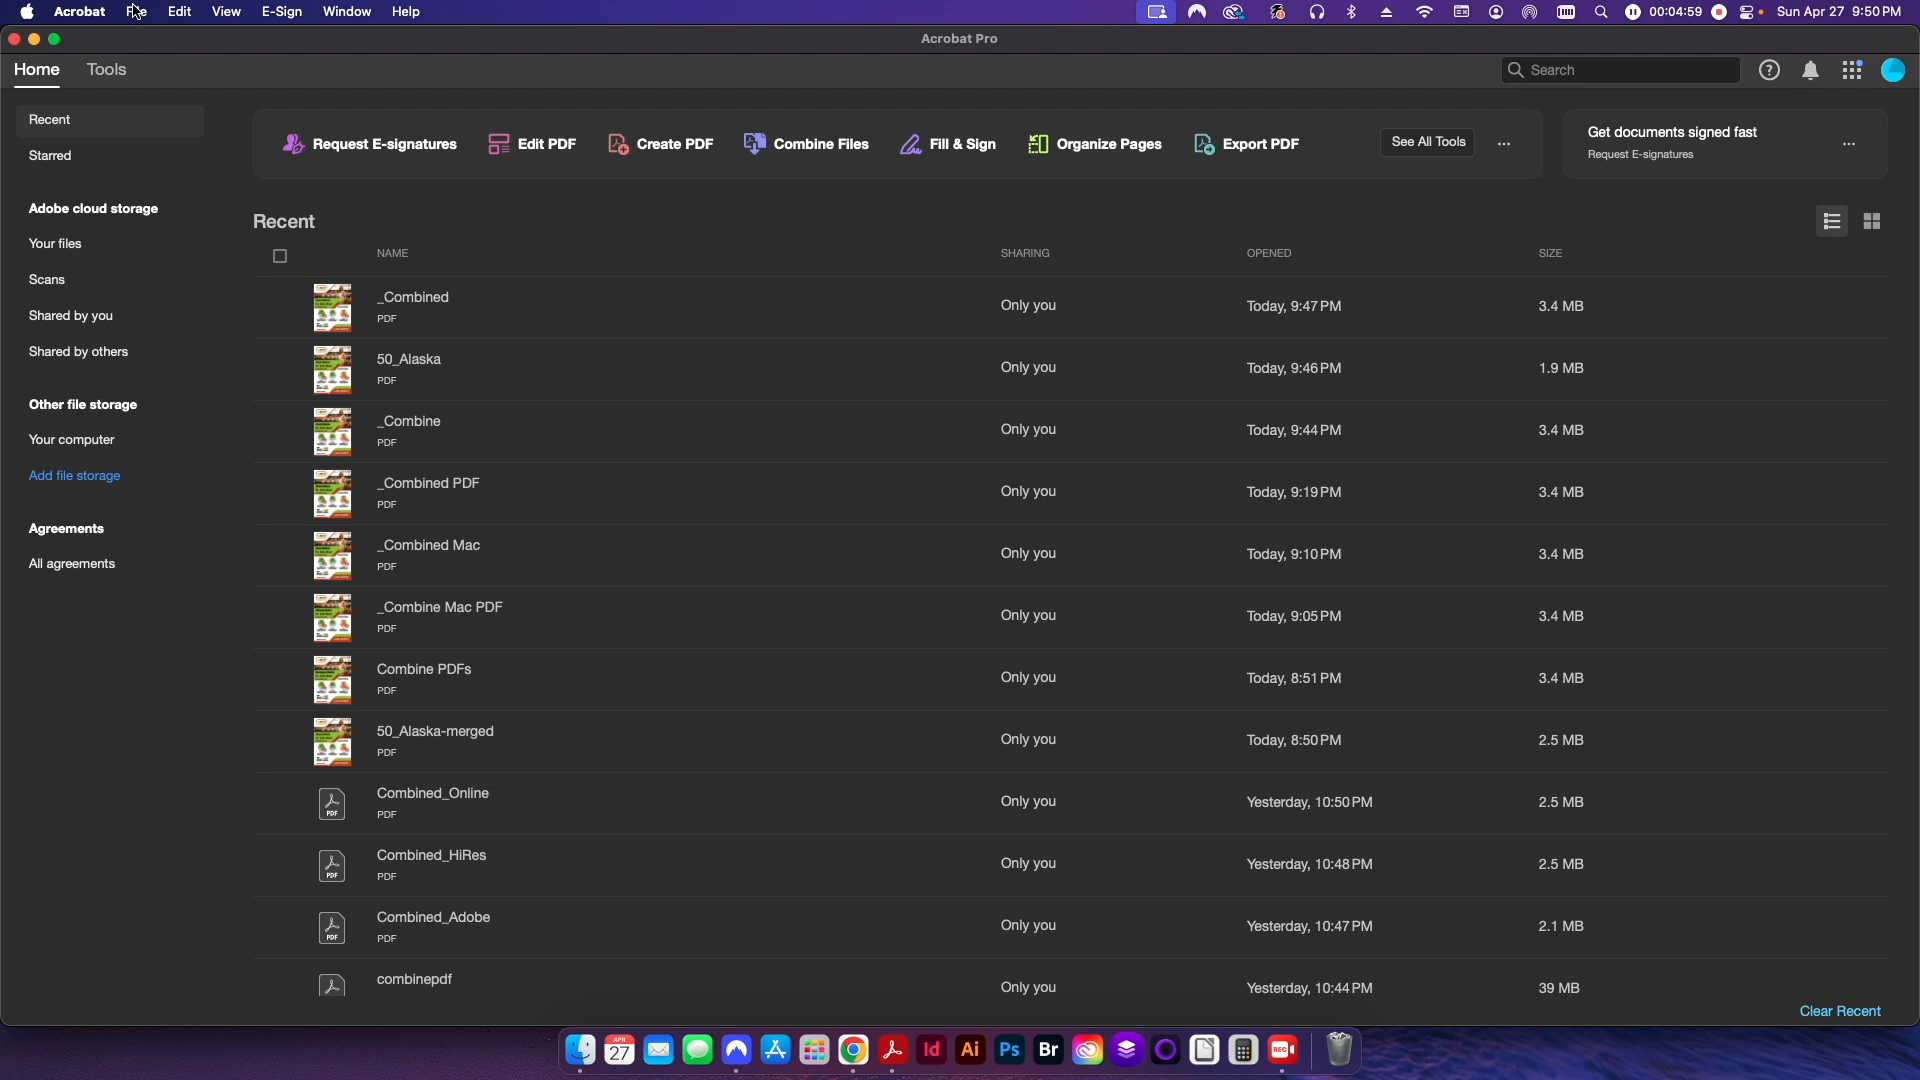 Acrobat File Edit View E-Sign Window Help 00:04:59 Sun Apr 27 9:50 PM
Acrobat Pro
Home Tools Search
Recent
Starred
Adobe cloud storage
Your files
Scans
Shared by you
Shared by others
Other file storage
Your computer
Add file storage
Agreements
All agreements
Request E-signatures Edit PDF Create PDF Combine Files Fill & Sign Organize Pages Export PDF See All Tools ...
Get documents signed fast
Request E-signatures
...
Recent
NAME SHARING OPENED SIZE
_Combined Only you Today, 9:47 PM 3.4 MB
PDF
50_Alaska Only you Today, 9:46 PM 1.9 MB
PDF
_Combine Only you Today, 9:44 PM 3.4 MB
PDF
_Combined PDF Only you Today, 9:19 PM 3.4 MB
PDF
_Combined Mac Only you Today, 9:10 PM 3.4 MB
PDF
_Combine Mac PDF Only you Today, 9:05 PM 3.4 MB
PDF
Combine PDFs Only you Today, 8:51 PM 3.4 MB
PDF
50_Alaska-merged Only you Today, 8:50 PM 2.5 MB
PDF
PDF Combined_Online Only you Yesterday, 10:50 PM 2.5 MB
PDF
PDF Combined_HiRes Only you Yesterday, 10:48 PM 2.5 MB
PDF
PDF Combined_Adobe Only you Yesterday, 10:47 PM 2.1 MB
PDF
combinepdf Only you Yesterday, 10:44 PM 39 MB
Clear Recent
APR
27 Id Ai Ps Br REC